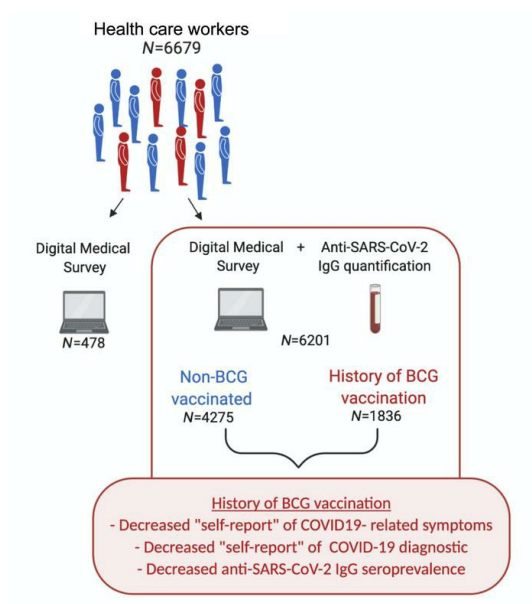 Health care workers
N=6679
Digital Medical
Survey
N=478
Digital Medical + Anti-SARS-CoV-2
Survey IgG quantification
N=6201
Non-BCG
vaccinated
N=4275
History of BCG
vaccination
N=1836
History of BCG vaccination
- Decreased "self-report" of COVID19- related symptoms
- Decreased "self-report" of COVID-19 diagnostic
- Decreased anti-SARS-CoV-2 IgG seroprevalence